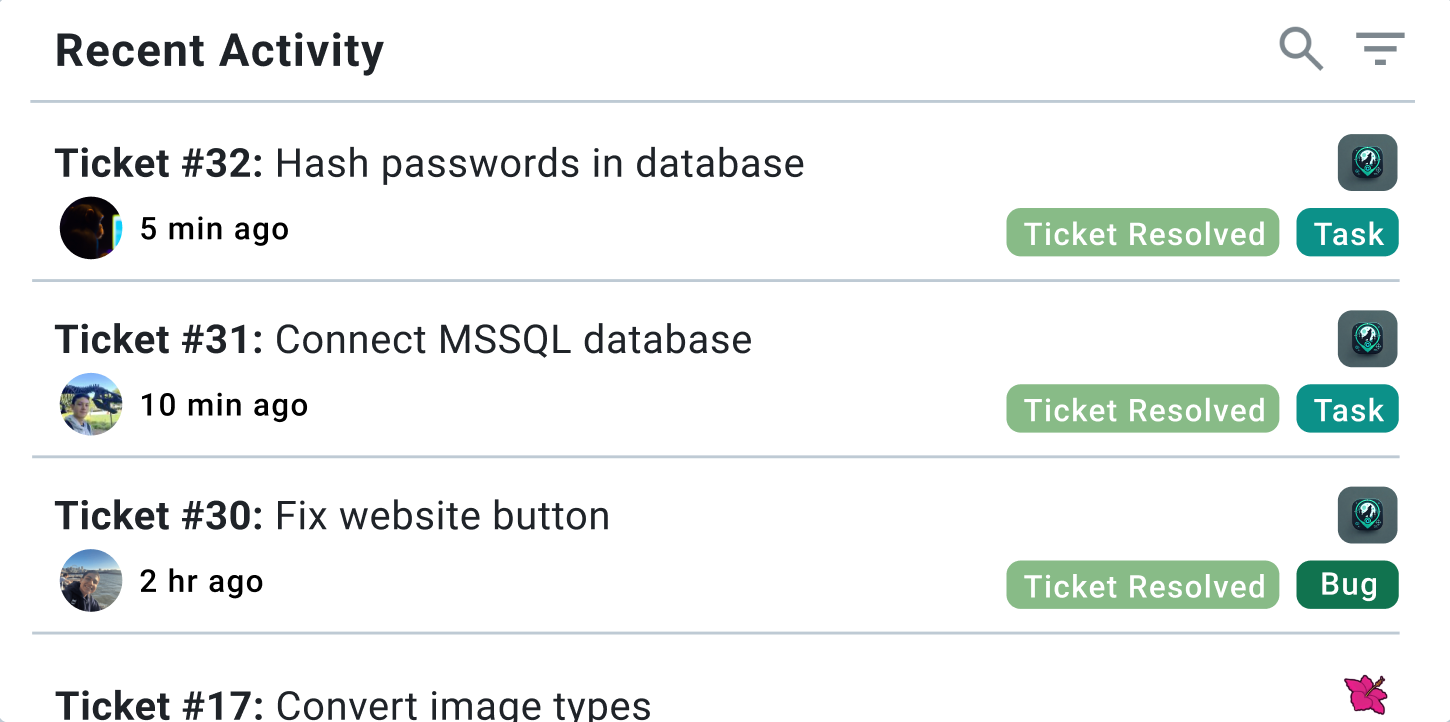 Recent Activity
Ticket #32: Hash passwords in database
5 min ago
Ticket Resolved
Task
Ticket #31: Connect MSSQL database
10 min ago
Ticket Resolved
Task
Ticket #30: Fix website button
2 hr ago
Ticket Resolved
Bug
Ticket #17: Convert image types